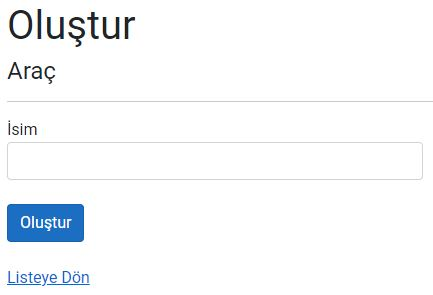 Oluştur
Araç
İsim
Oluştur
Listeye Dön